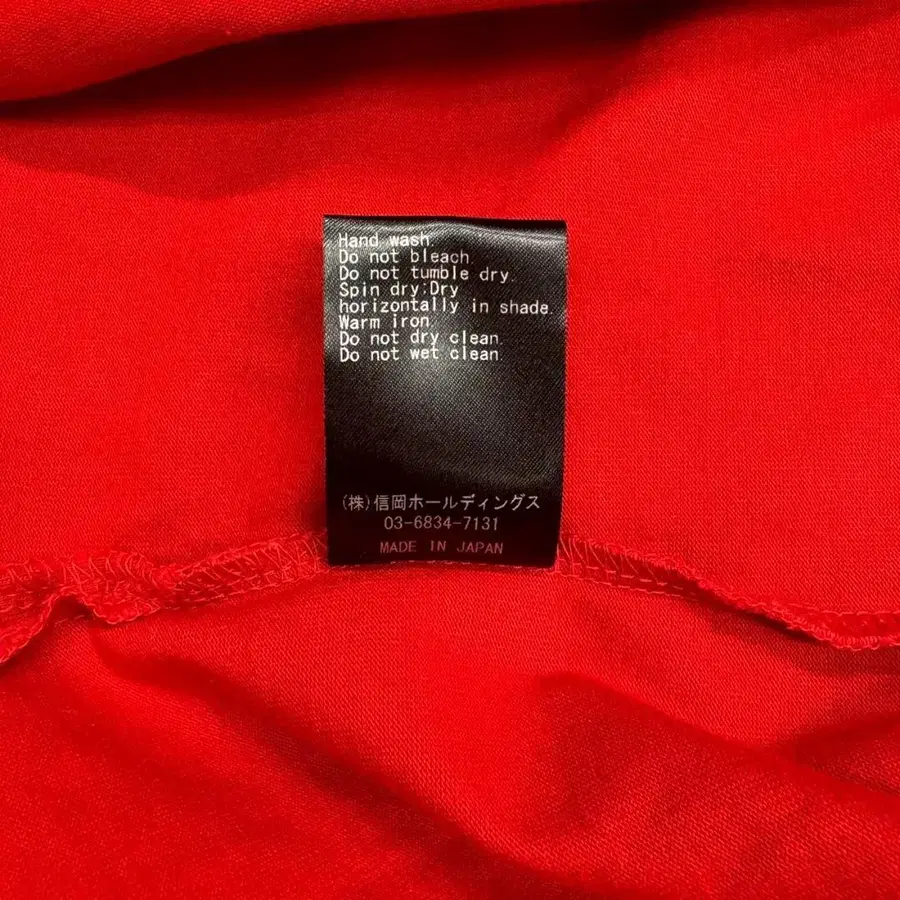 Hand wash.
Do not bleach.
Do not tumble dry.
Spin dry:Dry
horizontally in shade.
Warm iron.
Do not dry clean.
Do not wet clean.
(株)信岡ホールディングス
03-6834-7131
MADE IN JAPAN